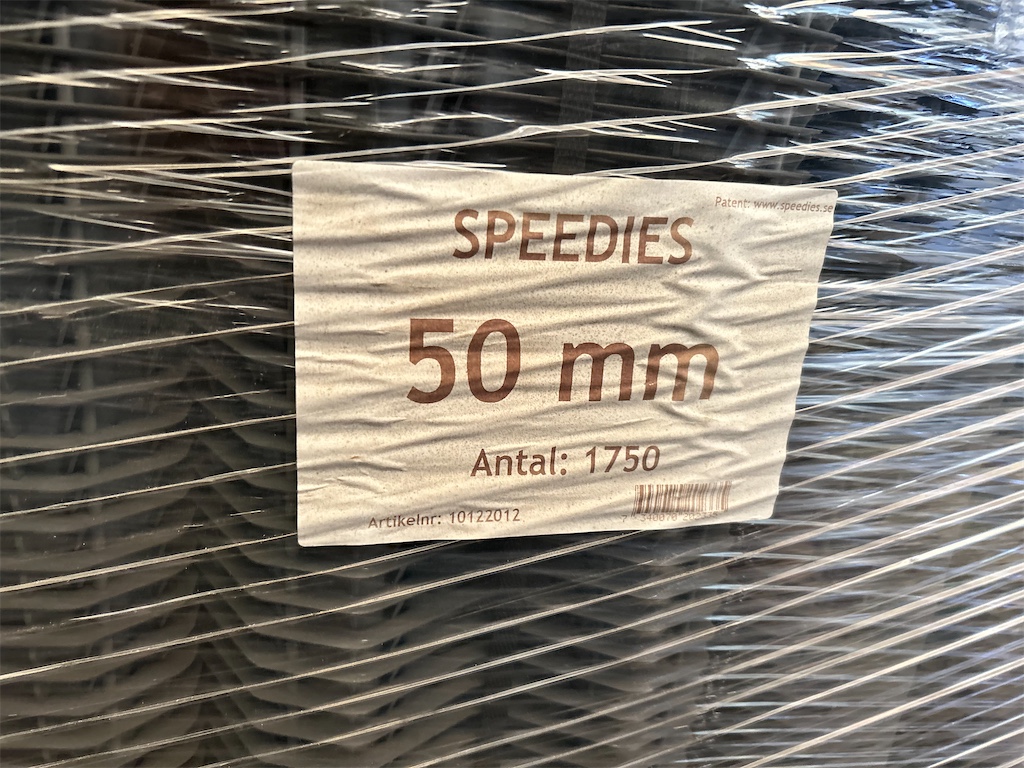 Patent: www.speedies.se
SPEEDIES
50 mm
Antal: 1750
Artikelnr: 10122012